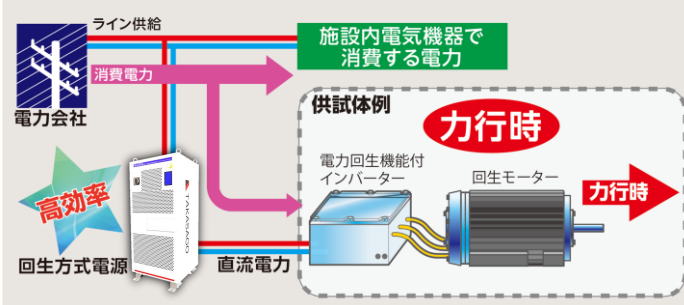 ライン供給
施設内電気機器で
消費する電力
消費電力
電力会社
供試体例
力行時
電力回生機能付
インバーター
回生モーター
力行時
高効率
TAKASAGO
回生方式電源
直流電力